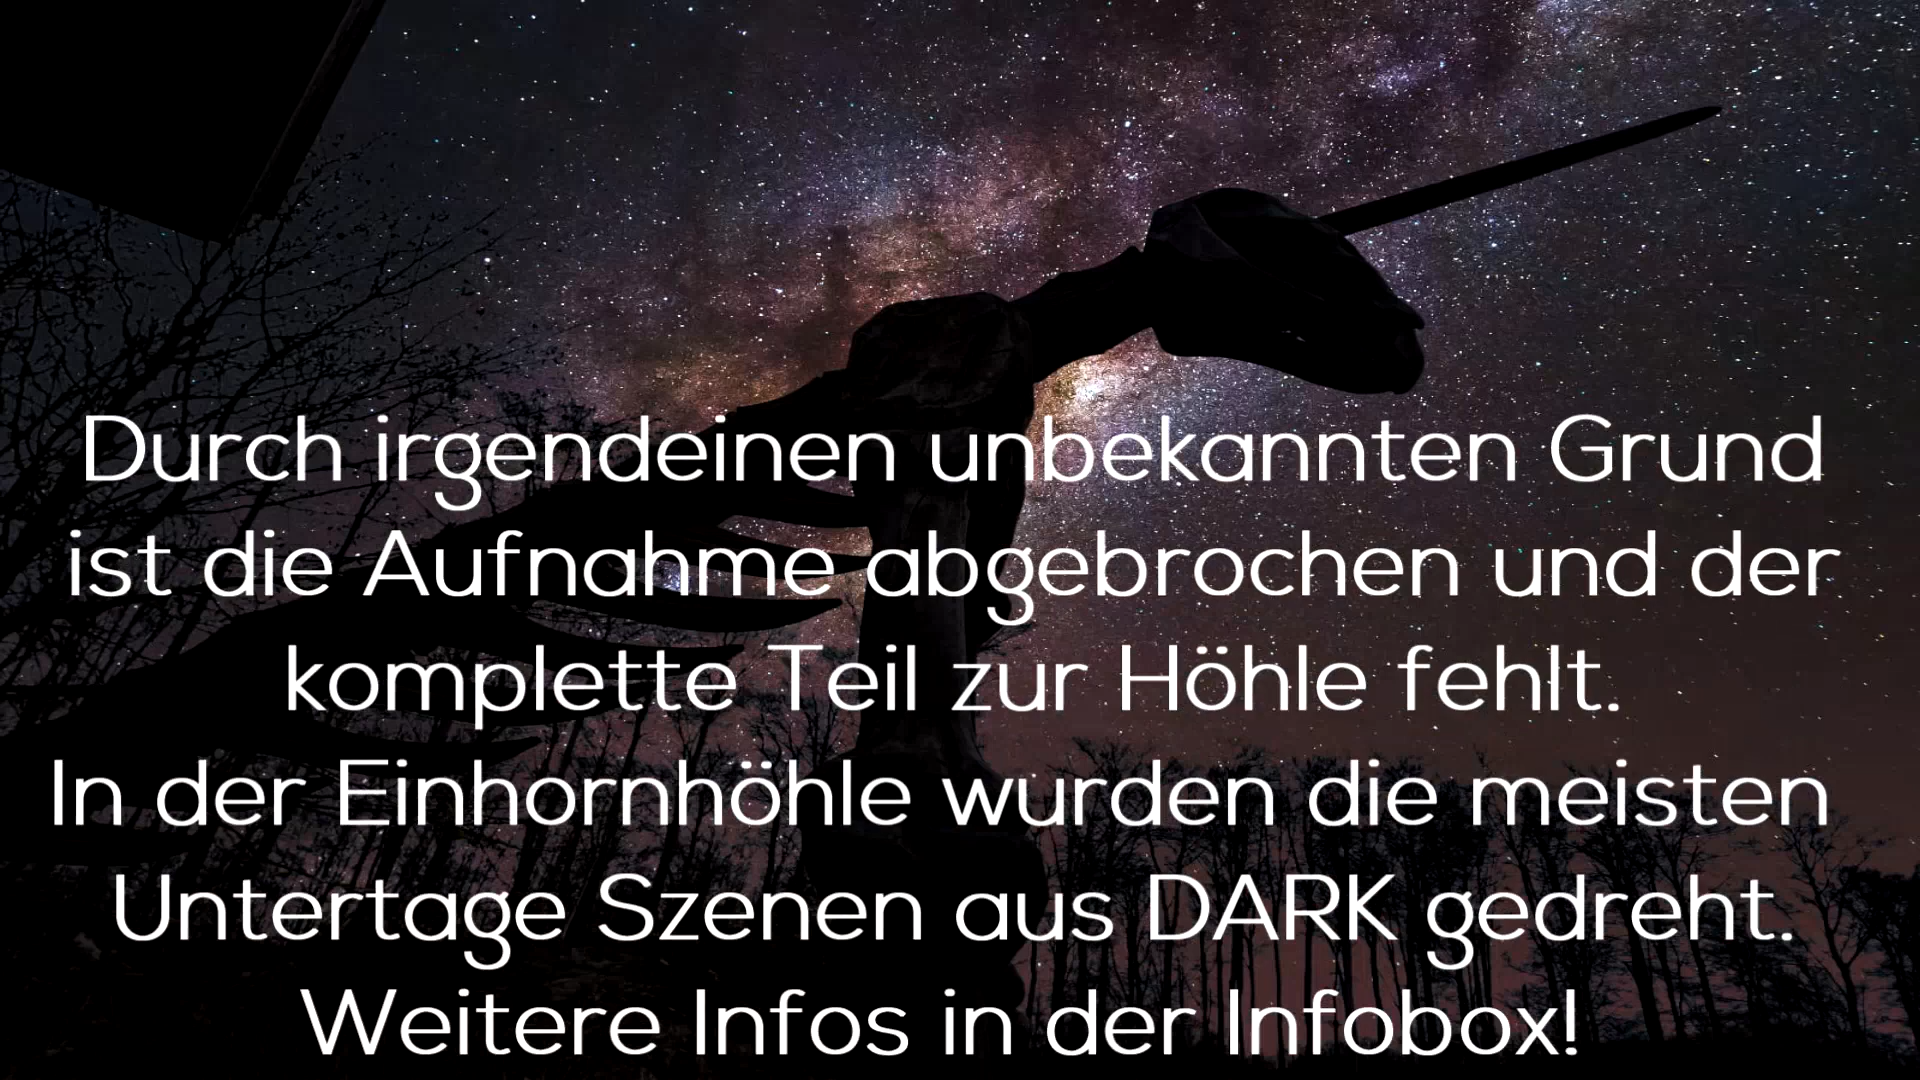 Durch irgendeinen unbekannten Grund
ist die Aufnahme abgebrochen und der
komplette Teil zur Höhle fehlt.
In der Einhornhöhle wurden die meisten
Untertage Szenen aus DARK gedreht.
Weitere Infos in der Infobox!